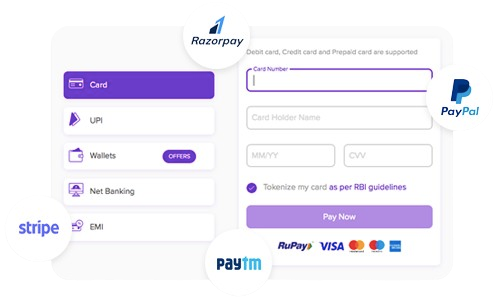 Razorpay
Debit card, Credit card and Prepaid card are supported
Card Number
Card
Card Holder Name
PayPal
UPI
Wallets
OFFERS
MM/YY
CVV
Net Banking
Tokenize my card as per RBI guidelines
stripe
EMI
Pay Now
RuPay
VISA
paytm